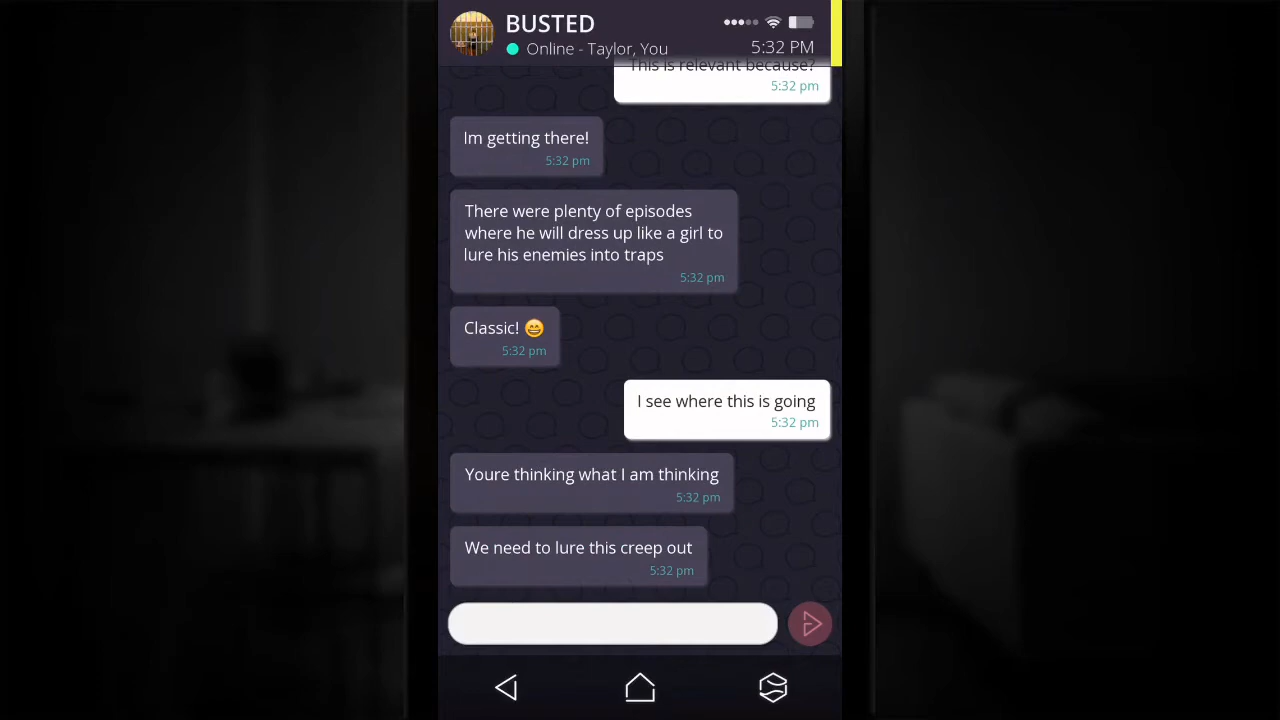 BUSTED
Online - Taylor, You
5:32 PM
This is relevant because?
5:32 pm
Im getting there!
5:32 pm
There were plenty of episodes
where he will dress up like a girl to
lure his enemies into traps
5:32 pm
Classic! 😄
5:32 pm
I see where this is going
5:32 pm
Youre thinking what I am thinking
5:32 pm
We need to lure this creep out
5:32 pm